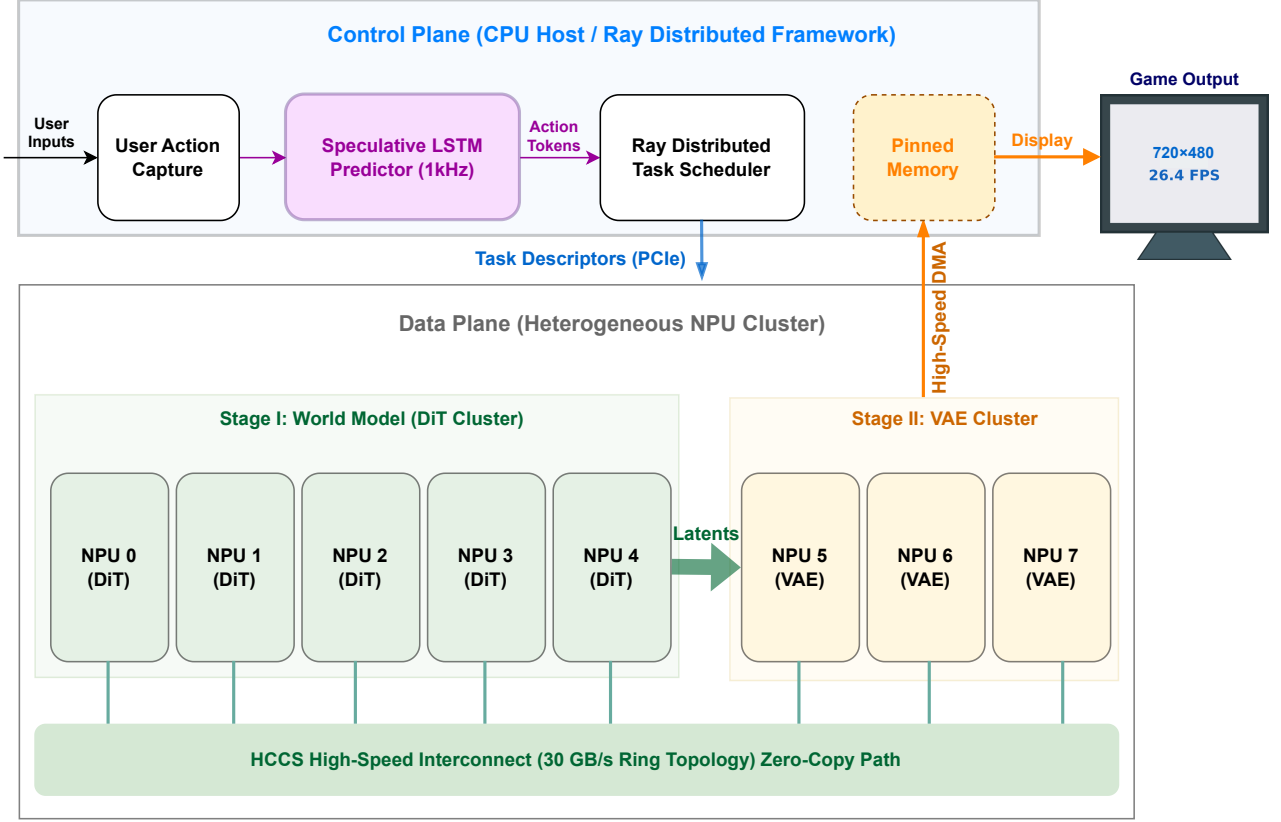 Control Plane (CPU Host / Ray Distributed Framework)
Game Output
User
Inputs
User Action
Capture
Speculative LSTM
Predictor (1kHz)
Action
Tokens
Ray Distributed
Task Scheduler
Pinned
Memory
Display
720×480
26.4 FPS
Task Descriptors (PCIe)
High-Speed DMA
Data Plane (Heterogeneous NPU Cluster)
Stage I: World Model (DiT Cluster)
Stage II: VAE Cluster
NPU 0
(DiT)
NPU 1
(DiT)
NPU 2
(DiT)
NPU 3
(DiT)
NPU 4
(DiT)
Latents
NPU 5
(VAE)
NPU 6
(VAE)
NPU 7
(VAE)
HCCS High-Speed Interconnect (30 GB/s Ring Topology) Zero-Copy Path